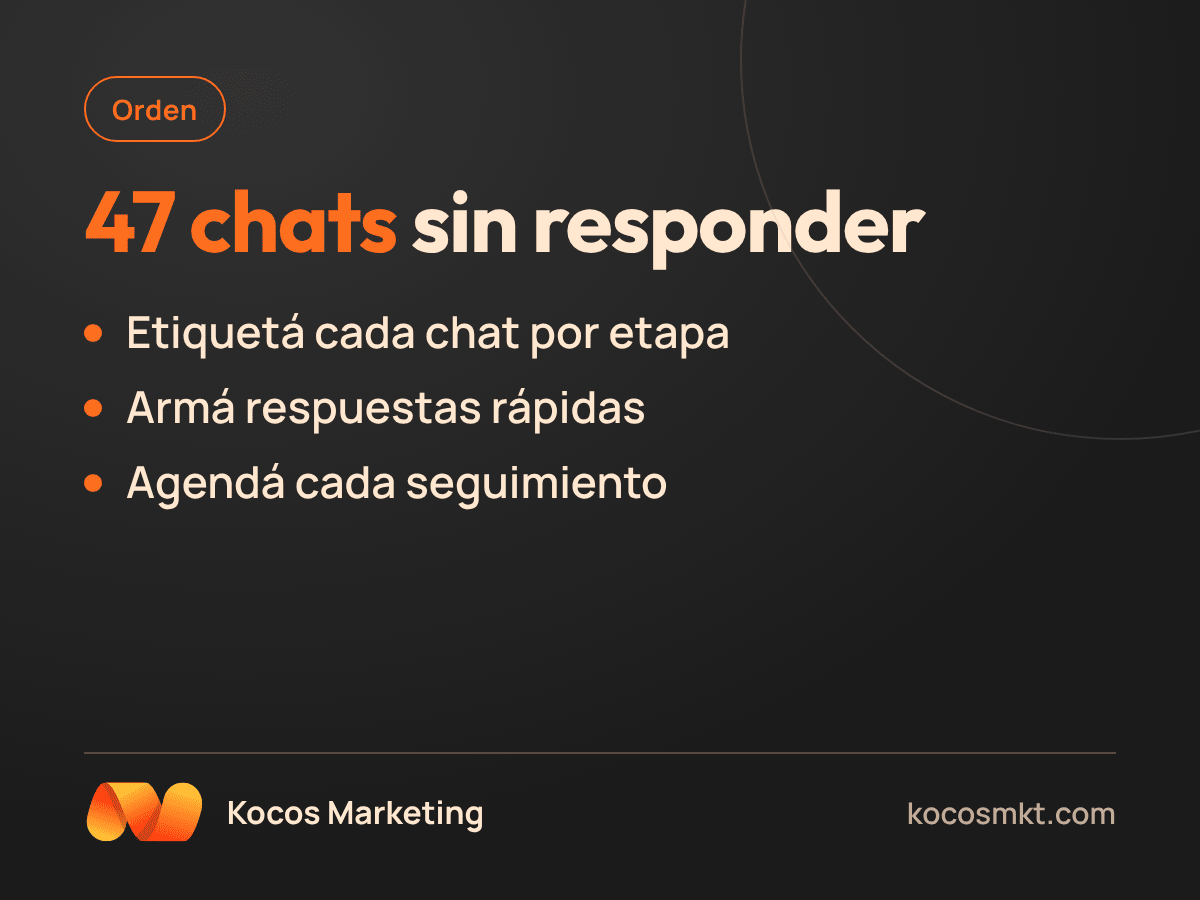 Orden
47 chats sin responder
Etiquetá cada chat por etapa
Armá respuestas rápidas
Agendá cada seguimiento
Kocos Marketing
kocosmkt.com